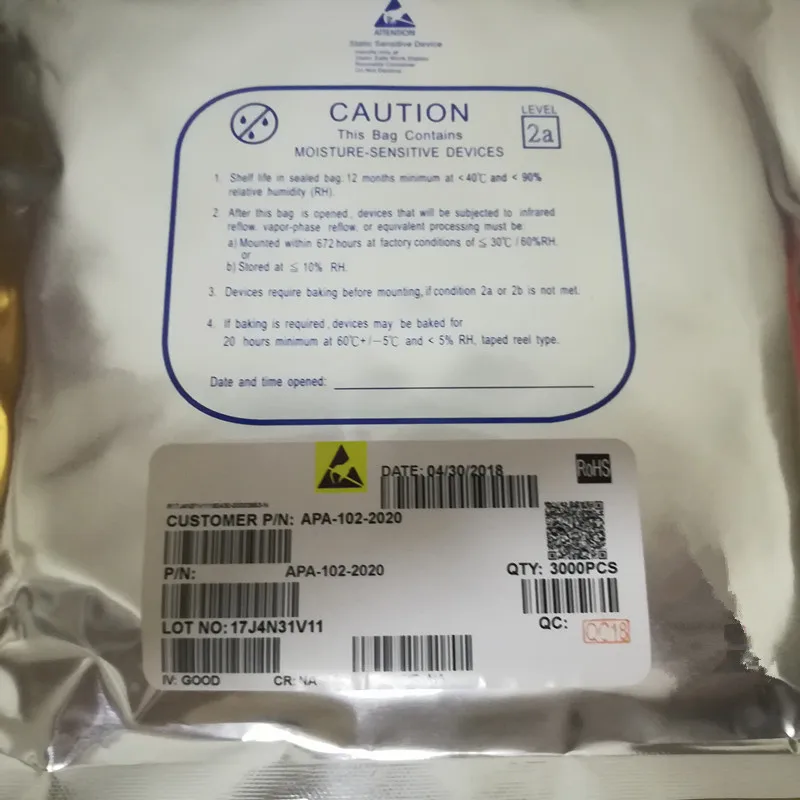 ATTENTION
Static Sensitive Device
CAUTION
This Bag Contains
MOISTURE-SENSITIVE DEVICES
LEVEL
2a
1. Shelf life in sealed bag, 12 months minimum at <40℃ and < 90%
relative humidity (RH)
2. After this bag is opened, devices that will be subjected to infrared
reflow, vapor-phase reflow, or equivalent processing must be
a) Mounted within 672 hours at factory conditions of ≤ 30℃ / 60%RH,
or
b) Stored at ≤ 10% RH.
3. Devices require baking before mounting, if condition 2a or 2b is not met.
4. If baking is required, devices may be baked for
20 hours minimum at 60℃+/−5℃ and < 5% RH, taped reel type.
Date and time opened:
DATE: 04/30/2018
RoHS
CUSTOMER P/N: APA-102-2020
P/N: APA-102-2020
QTY: 3000PCS
LOT NO: 17J4N31V11
QC: QC18
IV: GOOD CR: NA